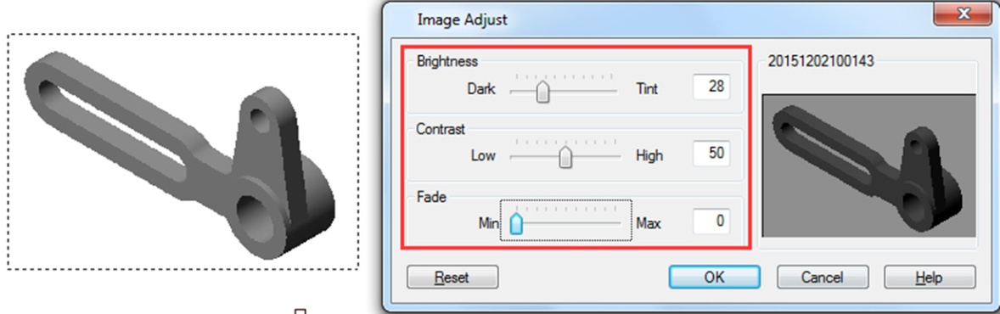 Image Adjust
Brightness
Dark Tint 28
Contrast
Low High 50
Fade
Min Max 0
20151202100143
Reset OK Cancel Help